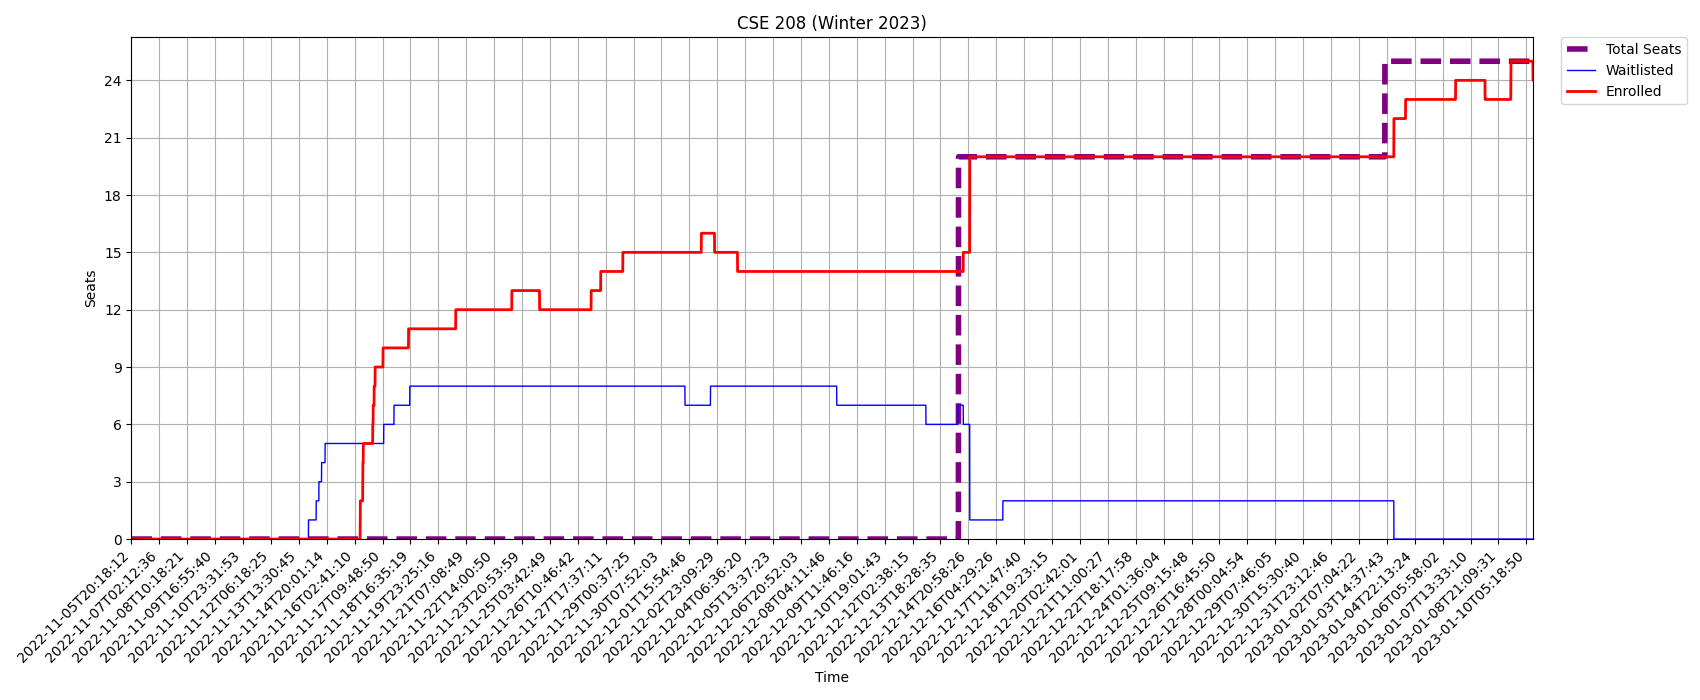 CSE 208 (Winter 2023)
Total Seats
Waitlisted
Enrolled
Seats
24
21
18
15
12
9
6
3
0
2022-11-05T20:18:12
2022-11-07T02:12:36
2022-11-08T10:18:21
2022-11-09T16:55:40
2022-11-10T23:31:53
2022-11-12T06:18:25
2022-11-13T13:30:45
2022-11-14T20:01:14
2022-11-16T02:41:10
2022-11-17T09:48:50
2022-11-18T16:35:19
2022-11-19T23:25:16
2022-11-21T07:08:49
2022-11-22T14:00:50
2022-11-23T20:53:59
2022-11-25T03:42:49
2022-11-26T10:46:42
2022-11-27T17:37:11
2022-11-29T00:37:25
2022-11-30T07:52:03
2022-12-01T15:54:46
2022-12-02T23:09:29
2022-12-04T06:36:20
2022-12-05T13:37:23
2022-12-06T20:52:03
2022-12-08T04:11:46
2022-12-09T11:46:16
2022-12-10T19:01:43
2022-12-12T02:38:15
2022-12-13T18:28:35
2022-12-14T20:58:26
2022-12-16T04:29:26
2022-12-17T11:47:40
2022-12-18T19:23:15
2022-12-20T02:42:01
2022-12-21T11:00:27
2022-12-22T18:17:58
2022-12-24T01:36:04
2022-12-25T09:15:48
2022-12-26T16:45:50
2022-12-28T00:04:54
2022-12-29T07:46:05
2022-12-30T15:30:40
2022-12-31T23:12:46
2023-01-02T07:04:22
2023-01-03T14:37:43
2023-01-04T22:13:24
2023-01-06T05:58:02
2023-01-07T13:33:10
2023-01-08T21:09:31
2023-01-10T05:18:50
Time